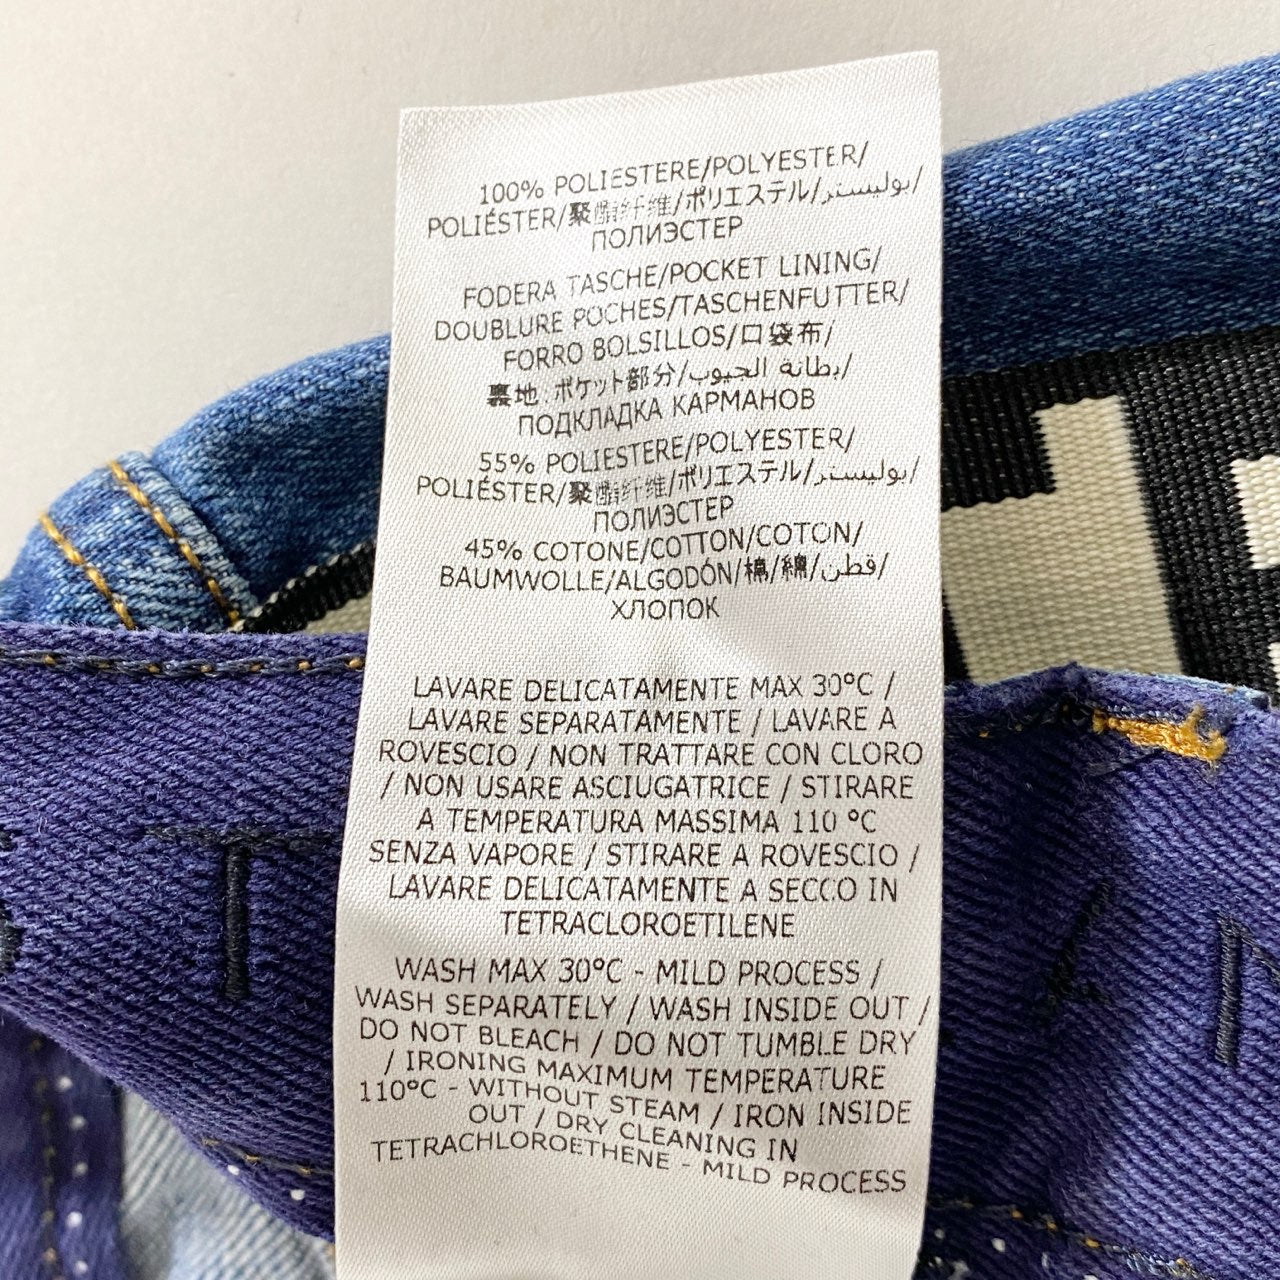 100% POLIESTERE/POLYESTER/
POLIÉSTER/聚酯纤维/ポリエステル/بوليستر/
ПОЛИЭСТЕР
FODERA TASCHE/POCKET LINING/
DOUBLURE POCHES/TASCHENFUTTER/
FORRO BOLSILLOS/口袋布/
裏地.ポケット部分/بطانة الجيوب/
ПОДКЛАДКА КАРМАНОВ
55% POLIESTERE/POLYESTER/
POLIÉSTER/聚酯纤维/ポリエステル/بوليستر/
ПОЛИЭСТЕР
45% COTONE/COTTON/COTON/
BAUMWOLLE/ALGODÓN/棉/綿/قطن/
ХЛОПОК
LAVARE DELICATAMENTE MAX 30°C /
LAVARE SEPARATAMENTE / LAVARE A
ROVESCIO / NON TRATTARE CON CLORO
/ NON USARE ASCIUGATRICE / STIRARE
A TEMPERATURA MASSIMA 110 °C
SENZA VAPORE / STIRARE A ROVESCIO /
LAVARE DELICATAMENTE A SECCO IN
TETRACLOROETILENE
WASH MAX 30°C - MILD PROCESS /
WASH SEPARATELY / WASH INSIDE OUT /
DO NOT BLEACH / DO NOT TUMBLE DRY
/ IRONING MAXIMUM TEMPERATURE
110°C - WITHOUT STEAM / IRON INSIDE
OUT / DRY CLEANING IN
TETRACHLOROETHENE - MILD PROCESS